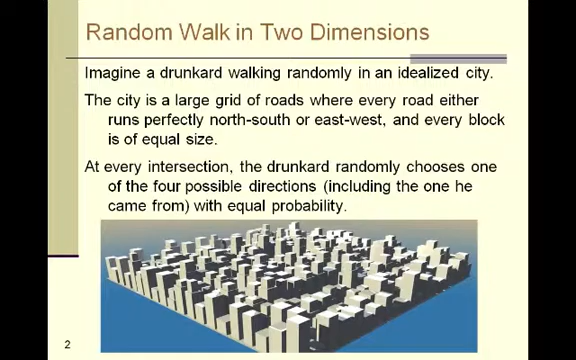 Random Walk in Two Dimensions
Imagine a drunkard walking randomly in an idealized city.
The city is a large grid of roads where every road either
runs perfectly north-south or east-west, and every block
is of equal size.
At every intersection, the drunkard randomly chooses one
of the four possible directions (including the one he
came from) with equal probability.
2